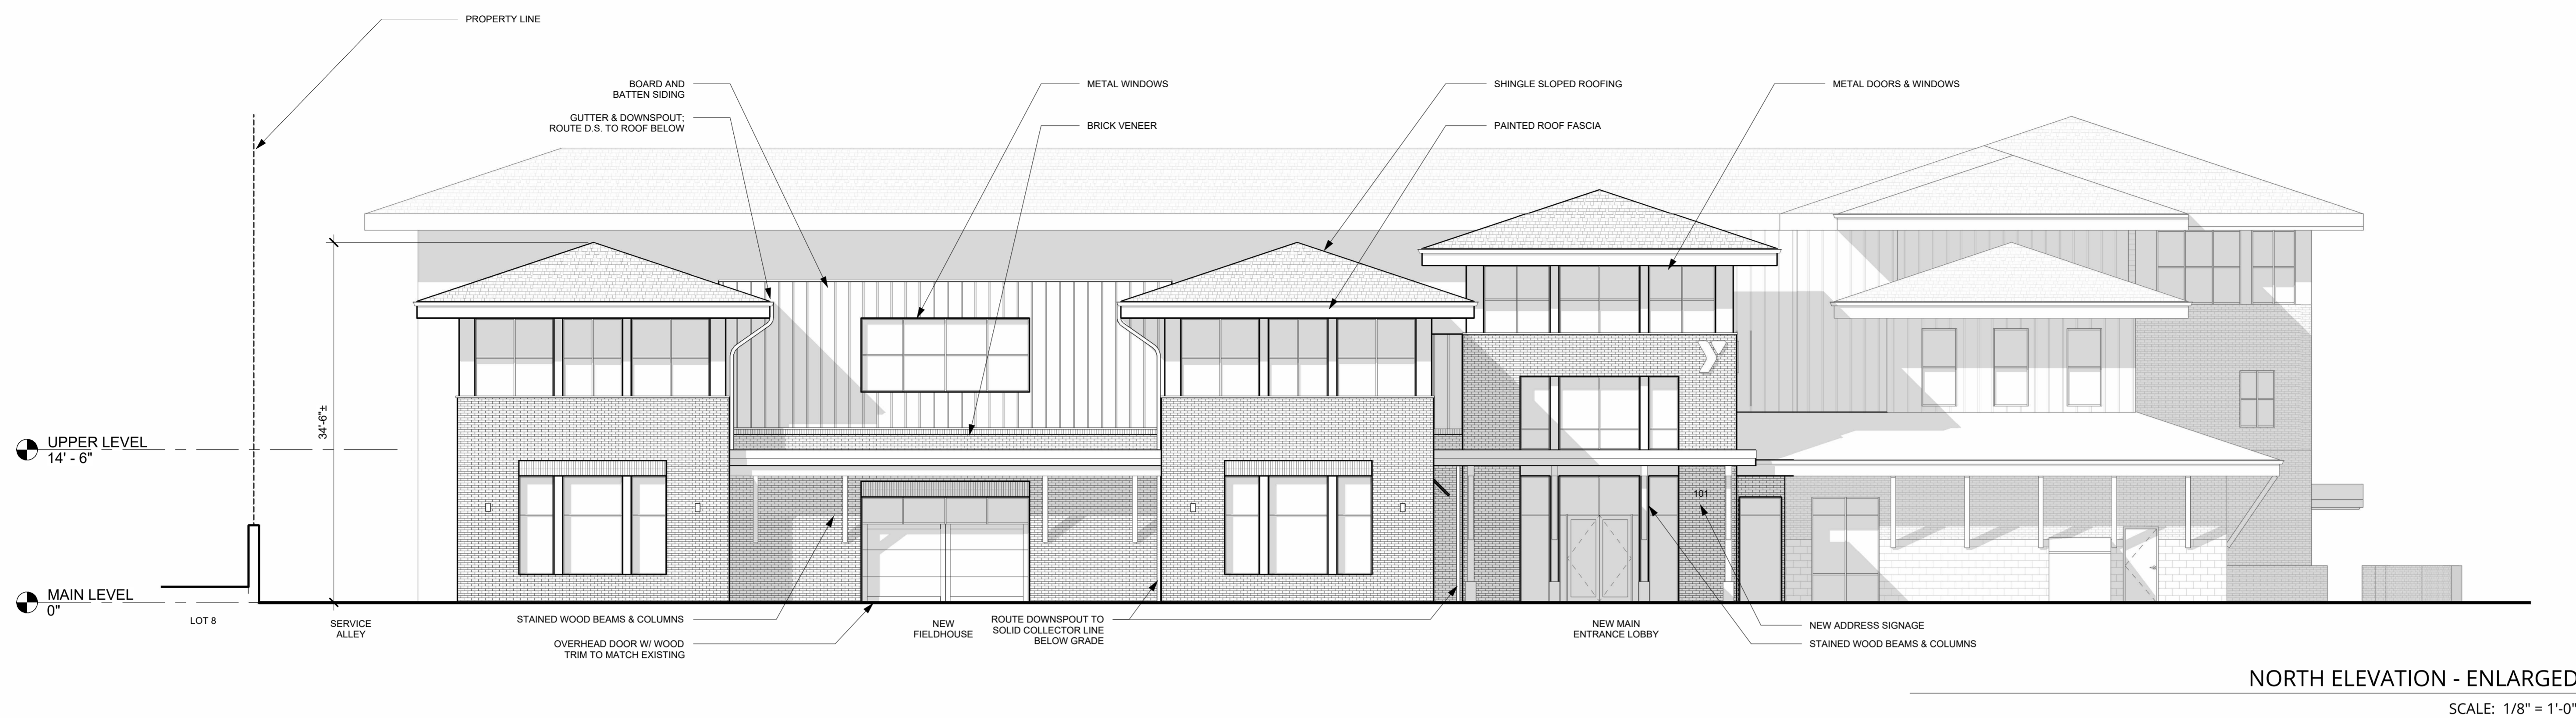 PROPERTY LINE
BOARD AND
BATTEN SIDING
METAL WINDOWS
SHINGLE SLOPED ROOFING
METAL DOORS & WINDOWS
GUTTER & DOWNSPOUT;
ROUTE D.S. TO ROOF BELOW
BRICK VENEER
PAINTED ROOF FASCIA
34'-6"±
UPPER LEVEL
14' - 6"
101
MAIN LEVEL
0"
LOT 8
SERVICE
ALLEY
STAINED WOOD BEAMS & COLUMNS
OVERHEAD DOOR W/ WOOD
TRIM TO MATCH EXISTING
NEW
FIELDHOUSE
ROUTE DOWNSPOUT TO
SOLID COLLECTOR LINE
BELOW GRADE
NEW MAIN
ENTRANCE LOBBY
NEW ADDRESS SIGNAGE
STAINED WOOD BEAMS & COLUMNS
NORTH ELEVATION - ENLARGED
SCALE: 1/8" = 1'-0"